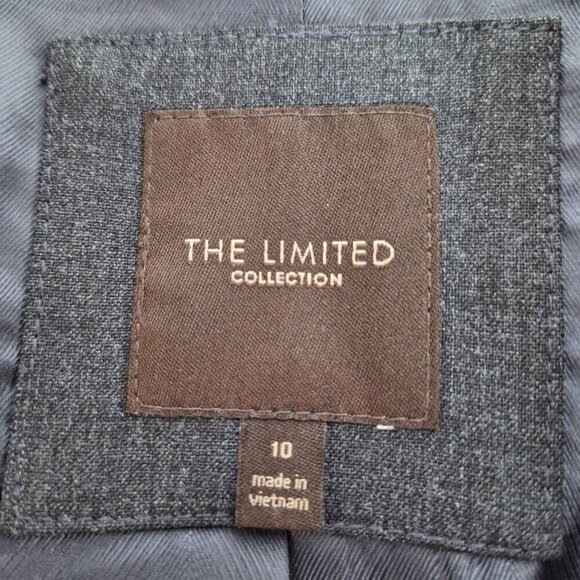 THE LIMITED
COLLECTION
10
made in
vietnam